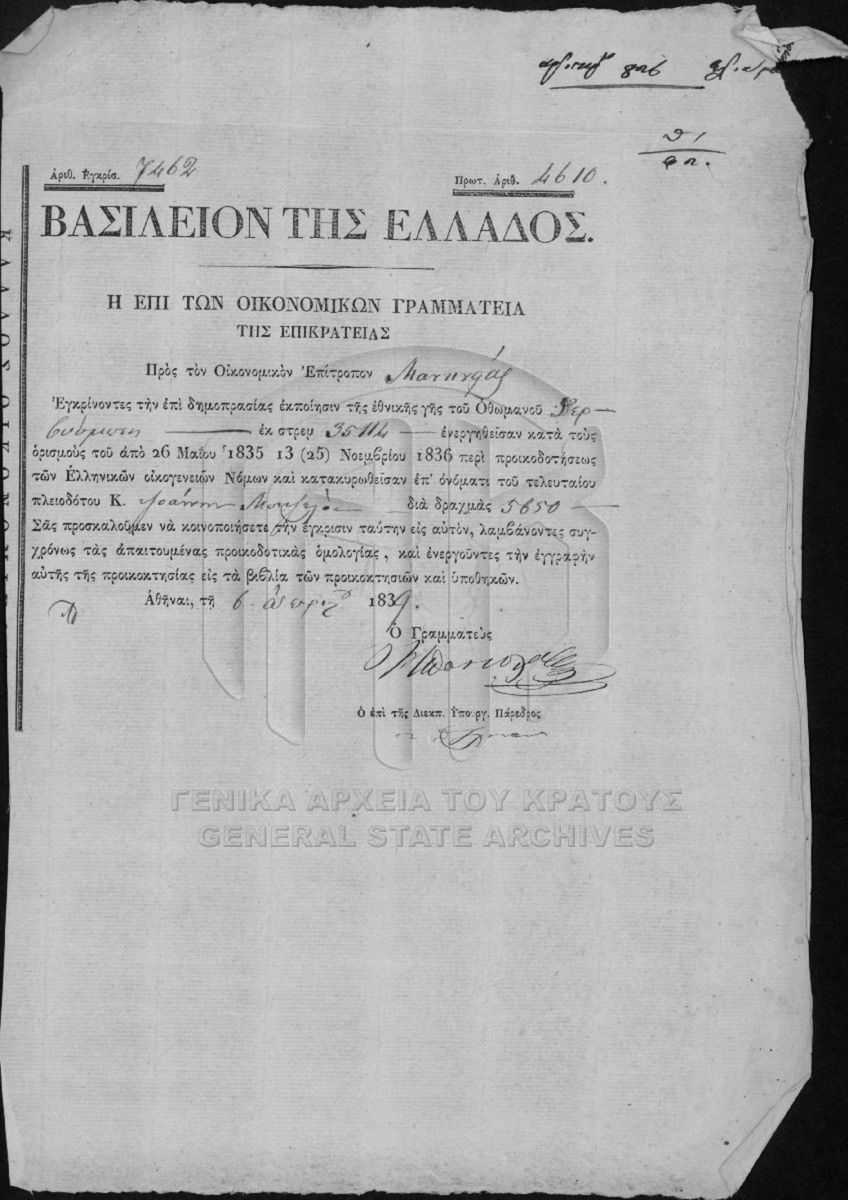 Ἀριθ. Ἐγκρίσ. 7462
Πρωτ. Ἀριθ. 4610.
ΒΑΣΙΛΕΙΟΝ ΤΗΣ ΕΛΛΑΔΟΣ.
Η ΕΠΙ ΤΩΝ ΟΙΚΟΝΟΜΙΚΩΝ ΓΡΑΜΜΑΤΕΙΑ
ΤΗΣ ΕΠΙΚΡΑΤΕΙΑΣ
Πρὸς τὸν Οἰκονομικὸν Ἐπίτροπον
Ἐγκρίνοντες τὴν ἐπὶ δημοπρασίας ἐκποίησιν τῆς ἐθνικῆς γῆς τοῦ Ὀθωμανοῦ
ἐκ στρεμ ἐνεργηθεῖσαν κατὰ τοὺς
ὁρισμοὺς τοῦ ἀπὸ 26 Μαΐου 1835 13 (25) Νοεμβρίου 1836 περὶ προικοδοτήσεως
τῶν Ἑλληνικῶν οἰκογενειῶν Νόμων καὶ κατακυρωθεῖσαν ἐπ' ὀνόματι τοῦ τελευταίου
πλειοδότου Κ. Ἰωάννην διὰ δραχμὰς 5650
Σᾶς προσκαλοῦμεν νὰ κοινοποιήσετε τὴν ἔγκρισιν ταύτην εἰς αὐτὸν, λαμβάνοντες συγ-
χρόνως τὰς ἀπαιτουμένας προικοδοτικὰς ὁμολογίας, καὶ ἐνεργοῦντες τὴν ἐγγραφὴν
αὐτῆς τῆς προικοκτησίας εἰς τὰ βιβλία τῶν προικοκτησιῶν καὶ ὑποθηκῶν.
Ἀθῆναι, τῇ 6 1839.
Ὁ Γραμματεὺς
Ὁ ἐπὶ τῆς Διεκπ. Ὑπουργ. Πάρεδρος
ΓΕΝΙΚΑ ΑΡΧΕΙΑ ΤΟΥ ΚΡΑΤΟΥΣ
GENERAL STATE ARCHIVES